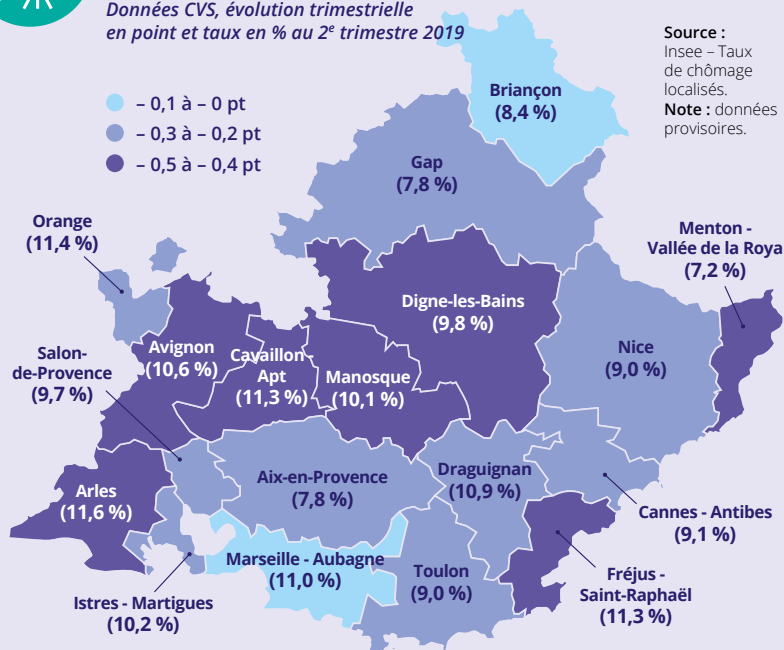 Données CVS, évolution trimestrielle
en point et taux en % au 2e trimestre 2019
Source :
Insee – Taux
de chômage
localisés.
Note : données
provisoires.
– 0,1 à – 0 pt
– 0,3 à – 0,2 pt
– 0,5 à – 0,4 pt
Briançon
(8,4 %)
Gap
(7,8 %)
Orange
(11,4 %)
Menton -
Vallée de la Roya
(7,2 %)
Digne-les-Bains
(9,8 %)
Avignon
(10,6 %)
Cavaillon-
Apt
(11,3 %)
Manosque
(10,1 %)
Nice
(9,0 %)
Salon-
de-Provence
(9,7 %)
Aix-en-Provence
(7,8 %)
Draguignan
(10,9 %)
Arles
(11,6 %)
Cannes - Antibes
(9,1 %)
Marseille - Aubagne
(11,0 %)
Toulon
(9,0 %)
Fréjus -
Saint-Raphaël
(11,3 %)
Istres - Martigues
(10,2 %)